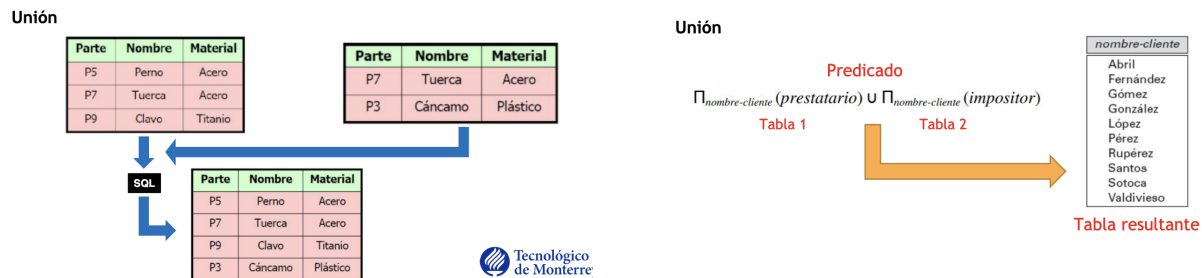 Unión
Parte Nombre Material
P5 Perno Acero
P7 Tuerca Acero
P9 Clavo Titanio
Parte Nombre Material
P7 Tuerca Acero
P3 Cáncamo Plástico
SQL
Parte Nombre Material
P5 Perno Acero
P7 Tuerca Acero
P9 Clavo Titanio
P3 Cáncamo Plástico
Tecnológico
de Monterrey
Unión
Predicado
Π nombre-cliente (prestatario) ∪ Π nombre-cliente (impositor)
Tabla 1 Tabla 2
nombre-cliente
Abril
Fernández
Gómez
González
López
Pérez
Rupérez
Santos
Sotoca
Valdivieso
Tabla resultante